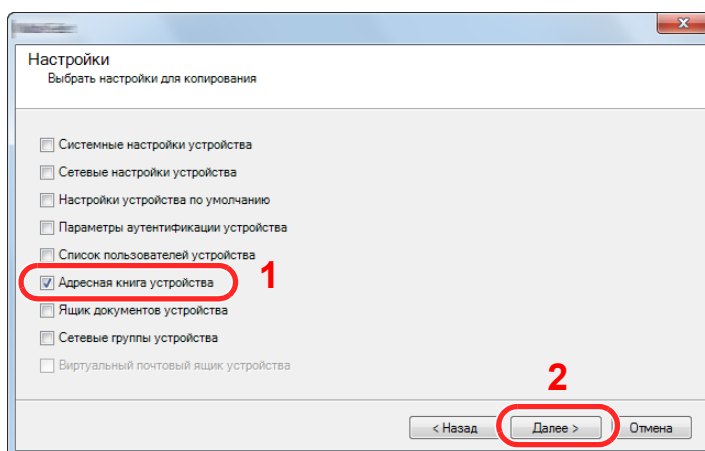 Настройки
Выбрать настройки для копирования
Системные настройки устройства
Сетевые настройки устройства
Настройки устройства по умолчанию
Параметры аутентификации устройства
Список пользователей устройства
Адресная книга устройства
1
Ящик документов устройства
Сетевые группы устройства
Виртуальный почтовый ящик устройства
2
< Назад Далее > Отмена